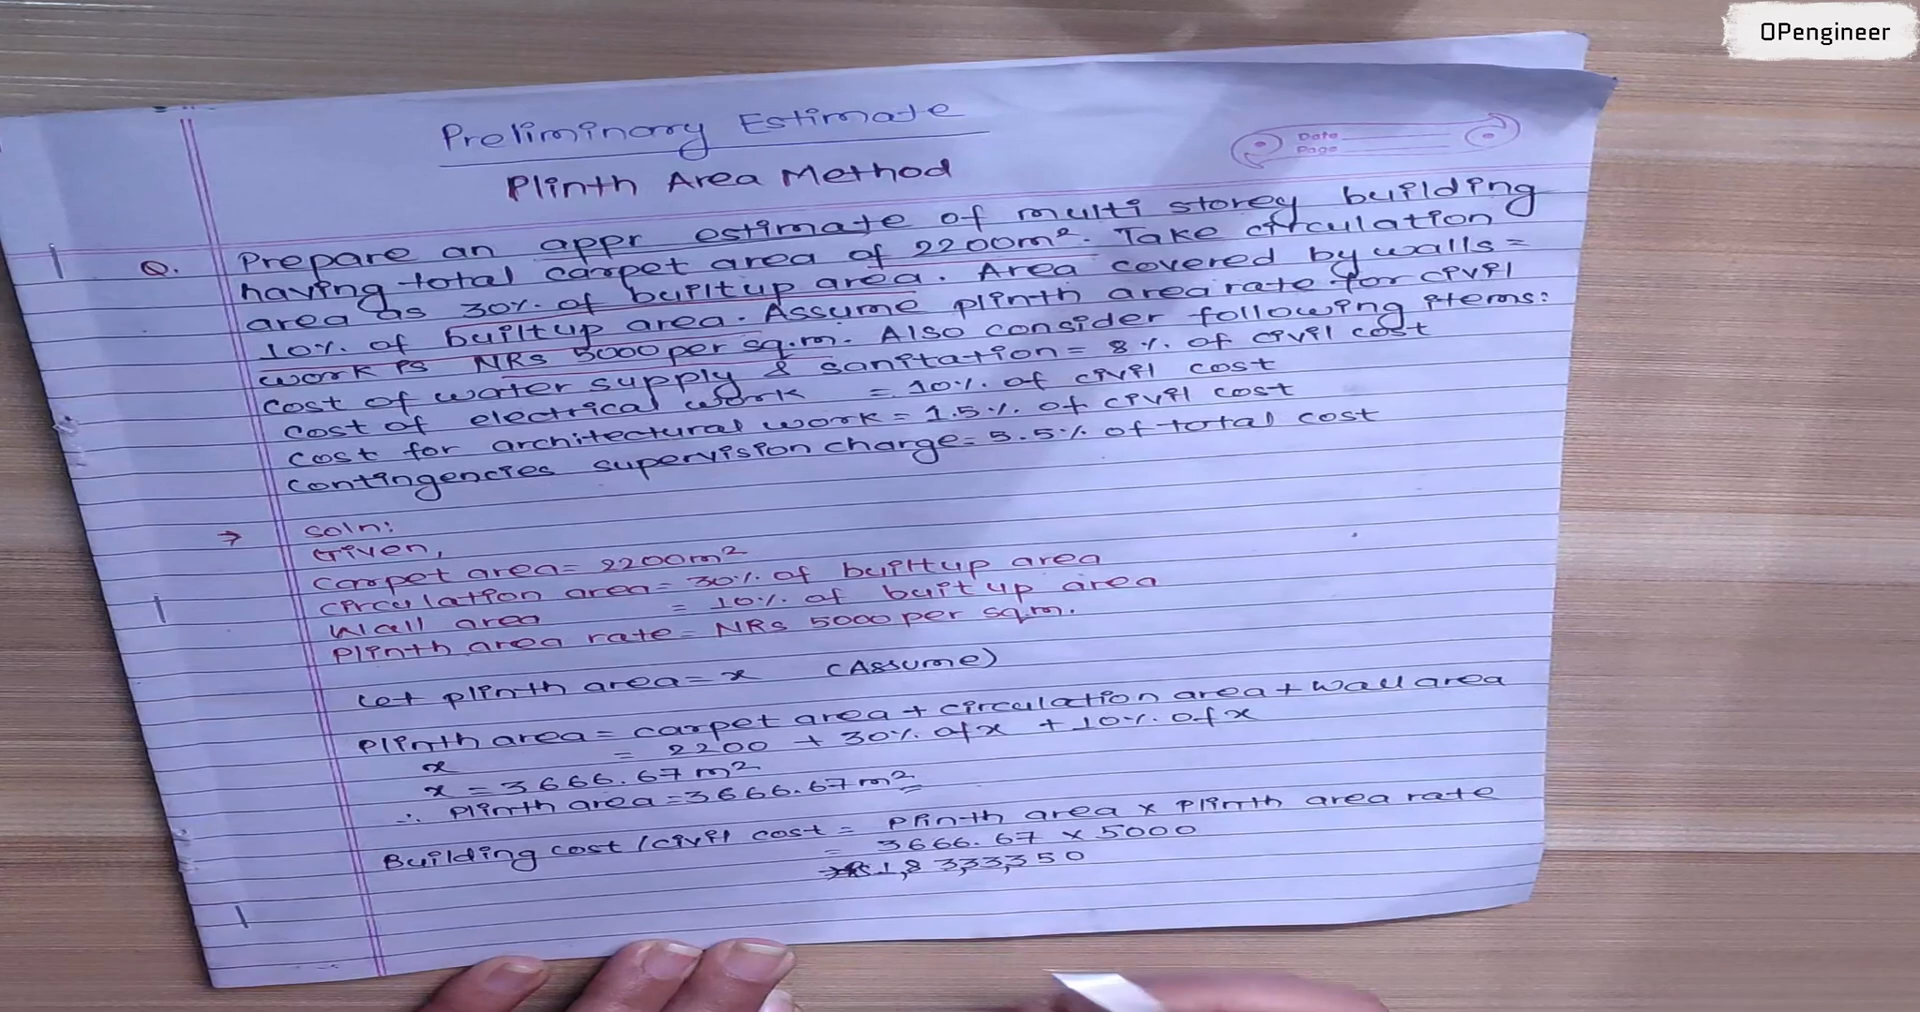 OPengineer
Preliminary Estimate
Date
Page
Plinth Area Method
Q. Prepare an appr estimate of multi storey building
having total carpet area of 2200m². Take circulation
area as 30% of builtup area. Area covered by walls =
10% of builtup area. Assume plinth area rate for civil
work is NRs 5000 per sq.m. Also consider following items:
cost of water supply & sanitation = 8% of civil cost
cost of electrical work = 10% of civil cost
cost for architectural work = 1.5% of civil cost
contingencies supervision charge = 5.5% of total cost
→ Soln:
Given,
carpet area = 2200m²
circulation area = 30% of builtup area
Wall area = 10% of buitup area
Plinth area rate = NRs 5000 per sq.m.
Let plinth area = x (Assume)
Plinth area = carpet area + circulation area + wall area
x = 2200 + 30% of x + 10% of x
x = 3666.67 m²
∴ Plinth area = 3666.67 m²
Building cost / civil cost = plinth area x plinth area rate
= 3666.67 x 5000
1,8 333,350